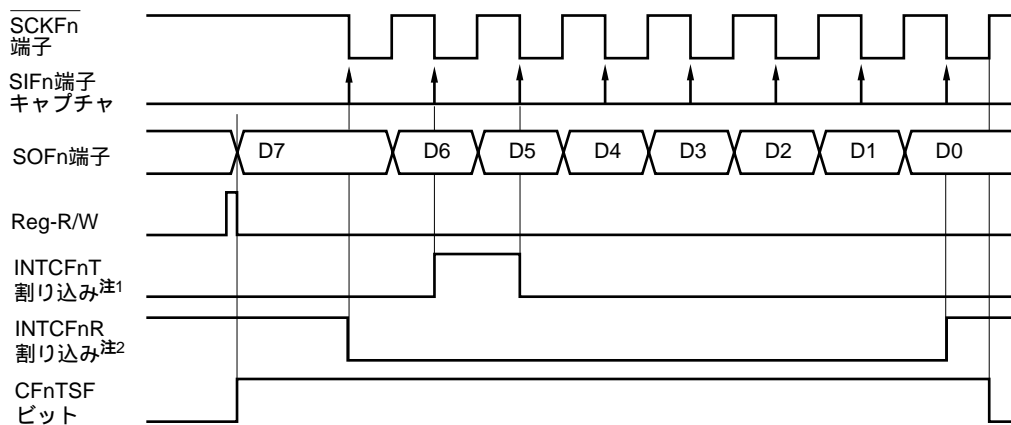 SCKFn
端子
SIFn端子
キャプチャ
SOFn端子
D7
D6
D5
D4
D3
D2
D1
D0
Reg-R/W
INTCFnT
割り込み注1
INTCFnR
割り込み注2
CFnTSF
ビット